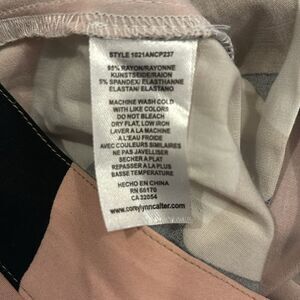 STYLE 1021ANCP237
95% RAYON/RAYONNE
KUNSTSEIDE/RAION
5% SPANDEX/ ELASTHANNE
ELASTAN/ ELASTANO
MACHINE WASH COLD
WITH LIKE COLORS
DO NOT BLEACH
DRY FLAT, LOW IRON
LAVER A LA MACHINE
A L'EAU FROIDE
AVEC COULEURS SIMILAIRES
NE PAS JAVELLISER
SECHER A PLAT
REPASSER A LA PLUS
BASSE TEMPERATURE
HECHO EN CHINA
RN 65170
CA 32054
www.coreylynncalter.com